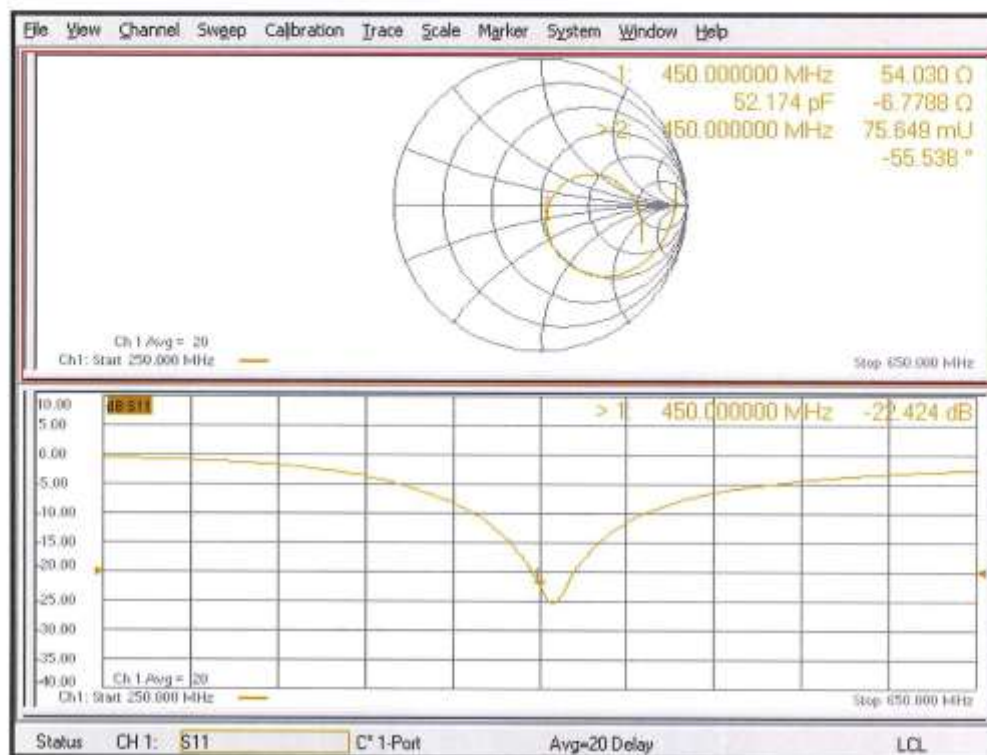 File View Channel Sweep Calibration Trace Scale Marker System Window Help
1: 450.000000 MHz 54.030 Ω
52.174 pF -6.7788 Ω
> 2: 450.000000 MHz 75.649 mU
-55.538 °
Ch 1 Avg = 20
Ch1: Start 250.000 MHz
Stop 650.000 MHz
10.00
dB S11
> 1: 450.000000 MHz -22.424 dB
5.00
0.00
-5.00
-10.00
-15.00
-20.00
-25.00
-30.00
-35.00
-40.00
Ch 1 Avg = 20
Ch1: Start 250.000 MHz
Stop 650.000 MHz
Status CH 1: S11 C* 1-Port Avg=20 Delay LCL